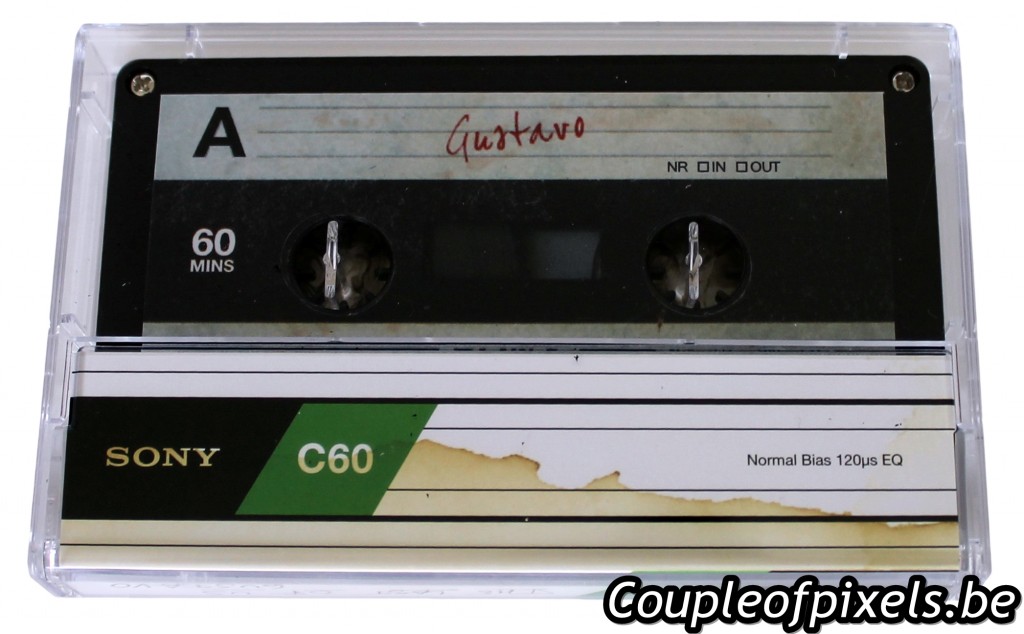 A
Gustavo
NR IN OUT
60
MINS
SONY
C60
Normal Bias 120µs EQ
Coupleofpixels.be